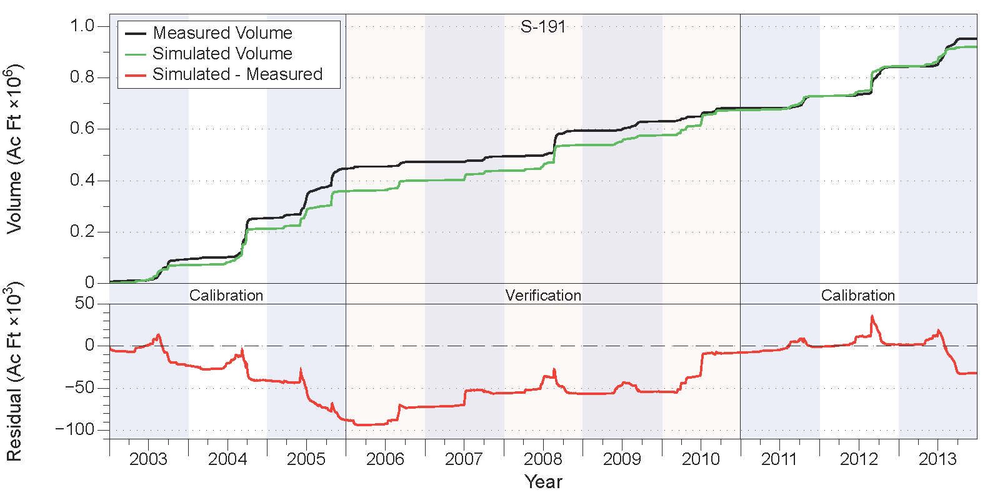 S-191
Measured Volume
Simulated Volume
Simulated - Measured
Volume (Ac Ft ×10⁶)
1.0
0.8
0.6
0.4
0.2
0
Calibration
Verification
Calibration
Residual (Ac Ft ×10³)
50
0
−50
−100
2003 2004 2005 2006 2007 2008 2009 2010 2011 2012 2013
Year